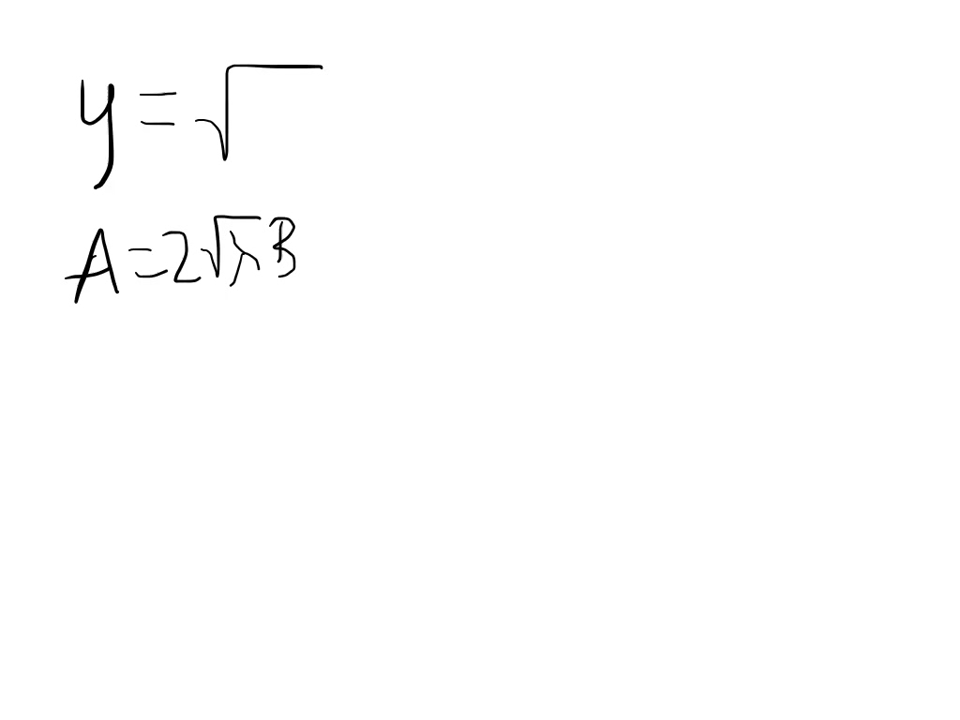 y = √
A = 2√λ B